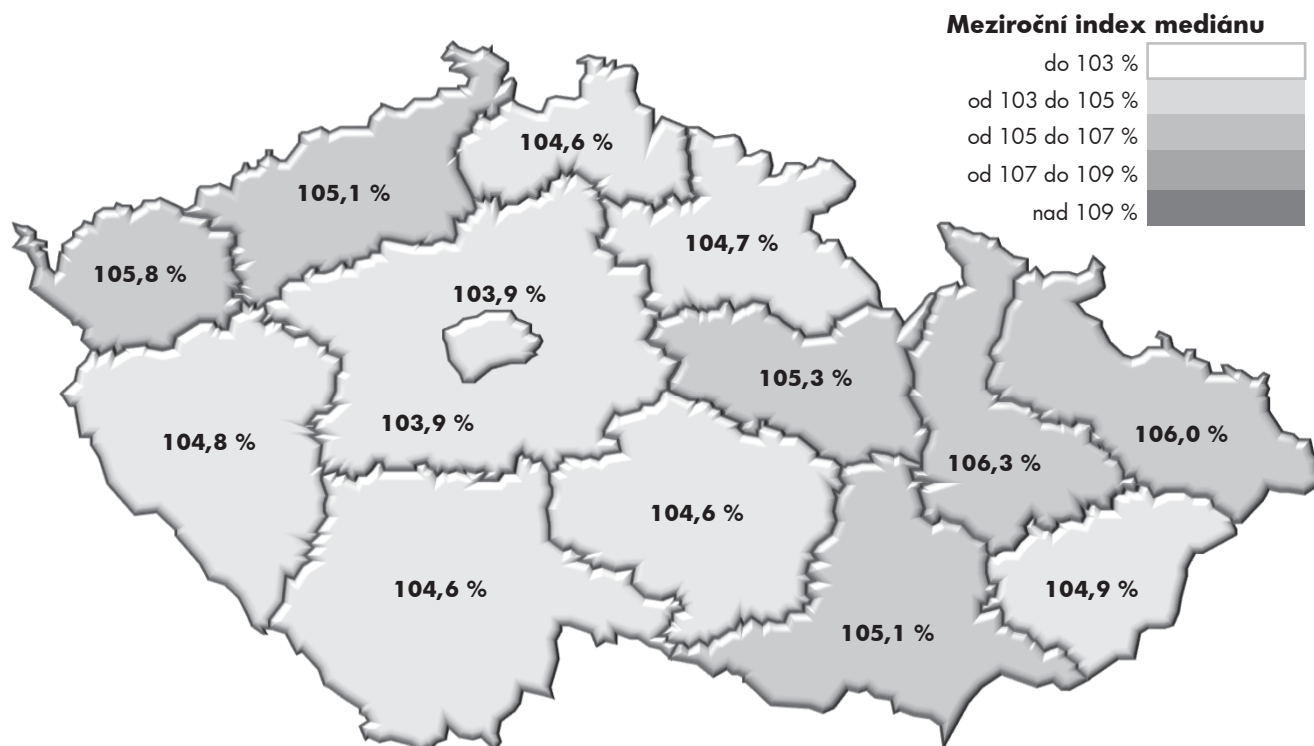 Meziroční index mediánu
do 103 %
od 103 do 105 %
od 105 do 107 %
od 107 do 109 %
nad 109 %
104,6 %
105,1 %
104,7 %
105,8 %
103,9 %
105,3 %
103,9 %
104,8 %
106,0 %
106,3 %
104,6 %
104,6 %
104,9 %
105,1 %